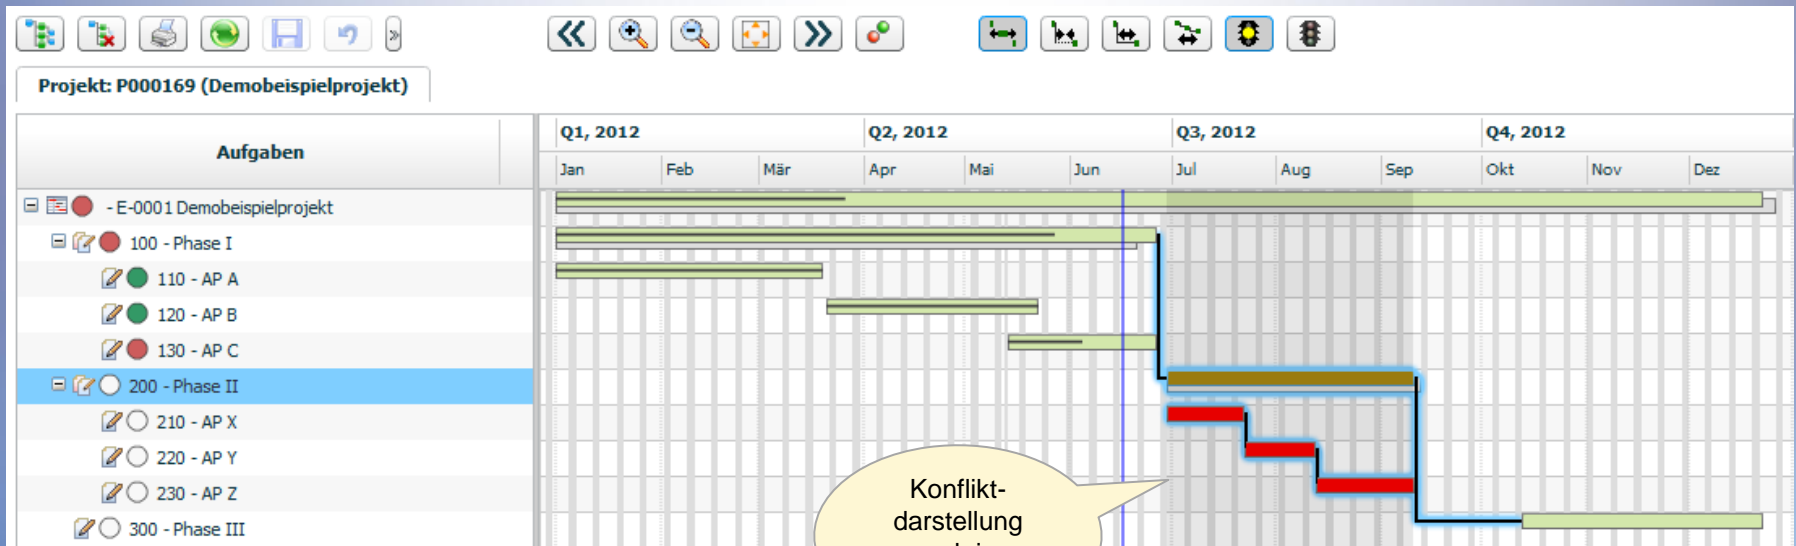 Projekt: P000169 (Demobeispielprojekt)
Aufgaben
Q1, 2012 Q2, 2012 Q3, 2012 Q4, 2012
Jan Feb Mär Apr Mai Jun Jul Aug Sep Okt Nov Dez
- E-0001 Demobeispielprojekt
100 - Phase I
110 - AP A
120 - AP B
130 - AP C
200 - Phase II
210 - AP X
220 - AP Y
230 - AP Z
300 - Phase III
Konflikt-
darstellung